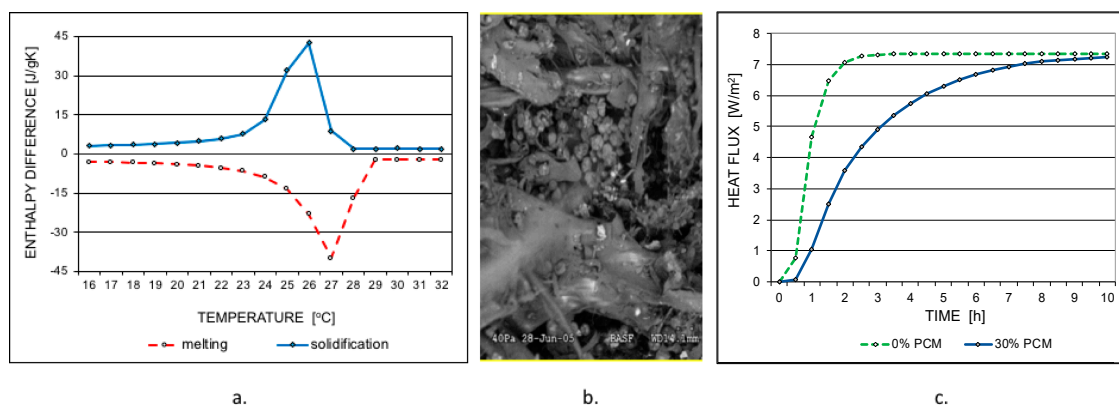 45
30
15
0
-15
-30
-45
ENTHALPY DIFFERENCE [J/gK]
16 17 18 19 20 21 22 23 24 25 26 27 28 29 30 31 32
TEMPERATURE [°C]
melting
solidification
40Pa 28-Jun-05 BASF WD14.1mm
8
7
6
5
4
3
2
1
0
HEAT FLUX [W/m²]
0 1 2 3 4 5 6 7 8 9 10
TIME [h]
0% PCM
30% PCM
a.
b.
c.